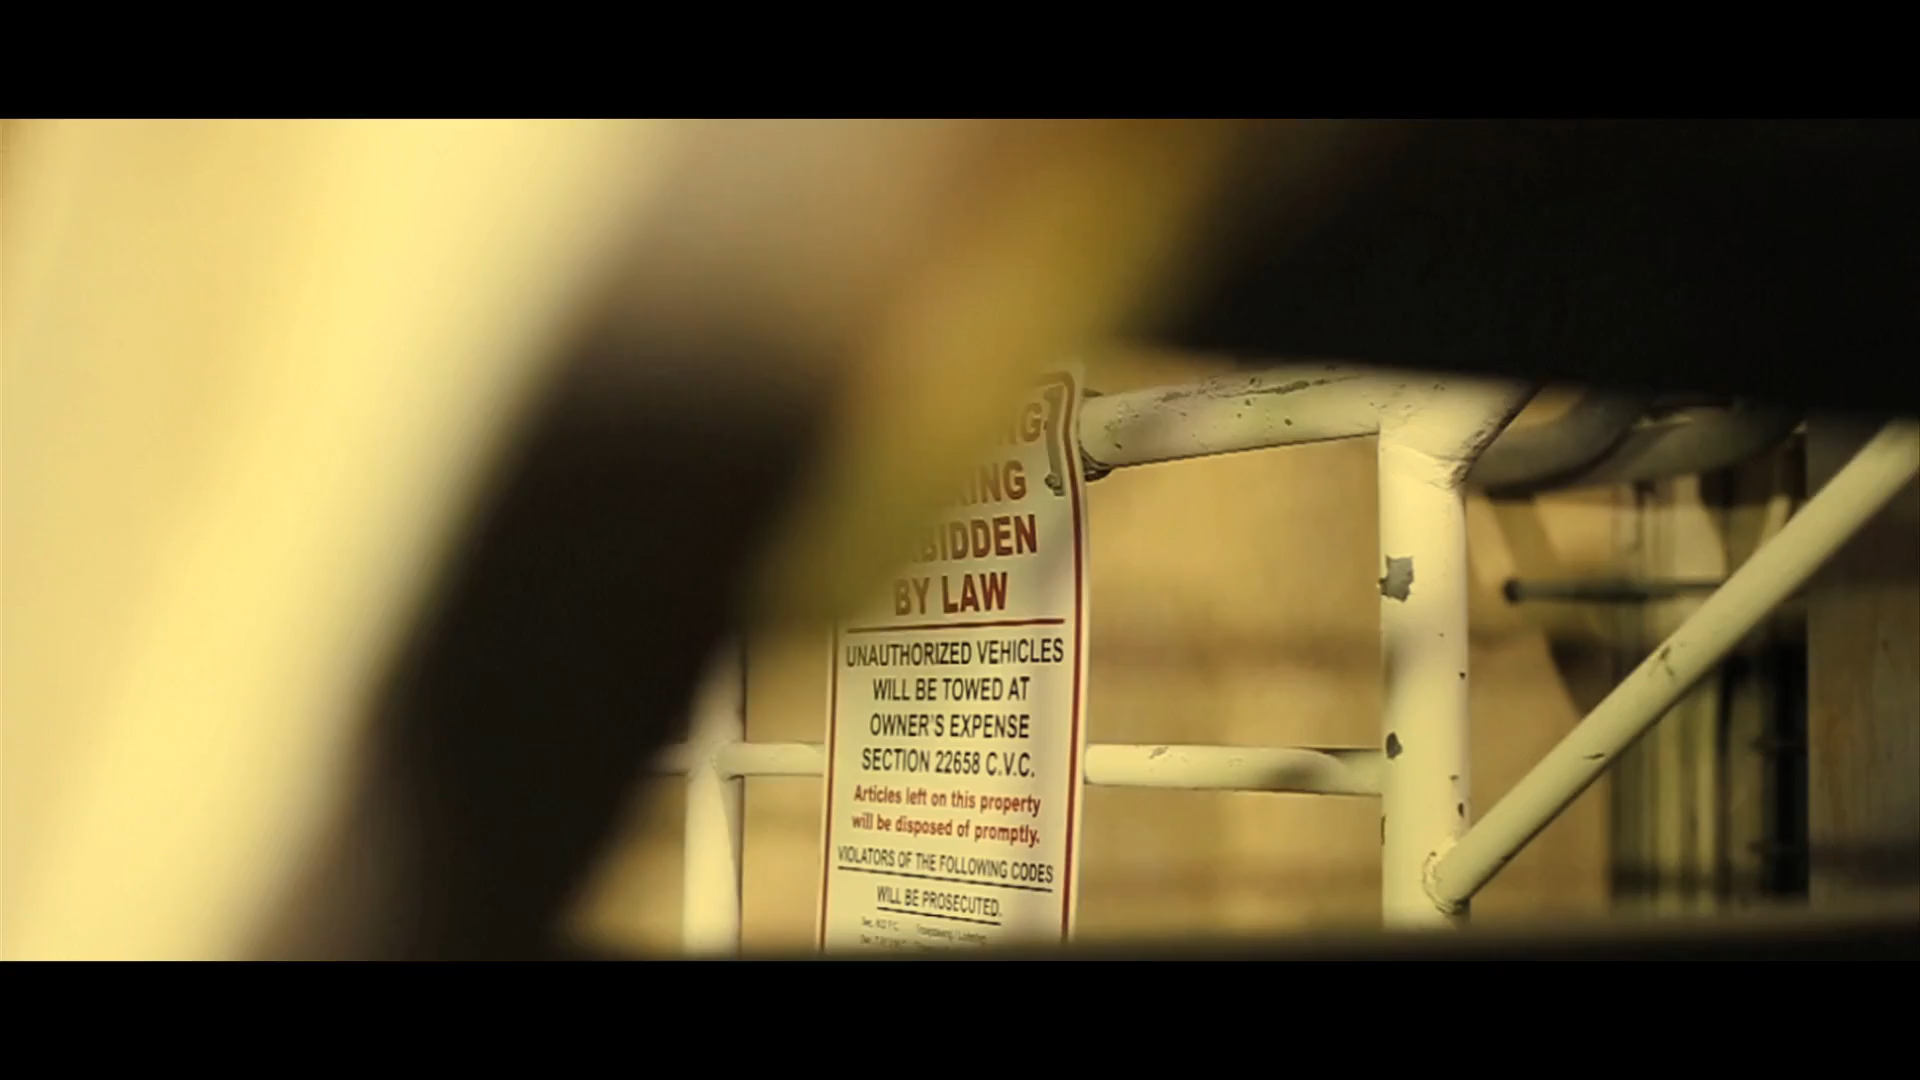 BY LAW
UNAUTHORIZED VEHICLES
WILL BE TOWED AT
OWNER'S EXPENSE
SECTION 22658 C.V.C.
Articles left on this property
will be disposed of promptly.
VIOLATORS OF THE FOLLOWING CODES
WILL BE PROSECUTED.